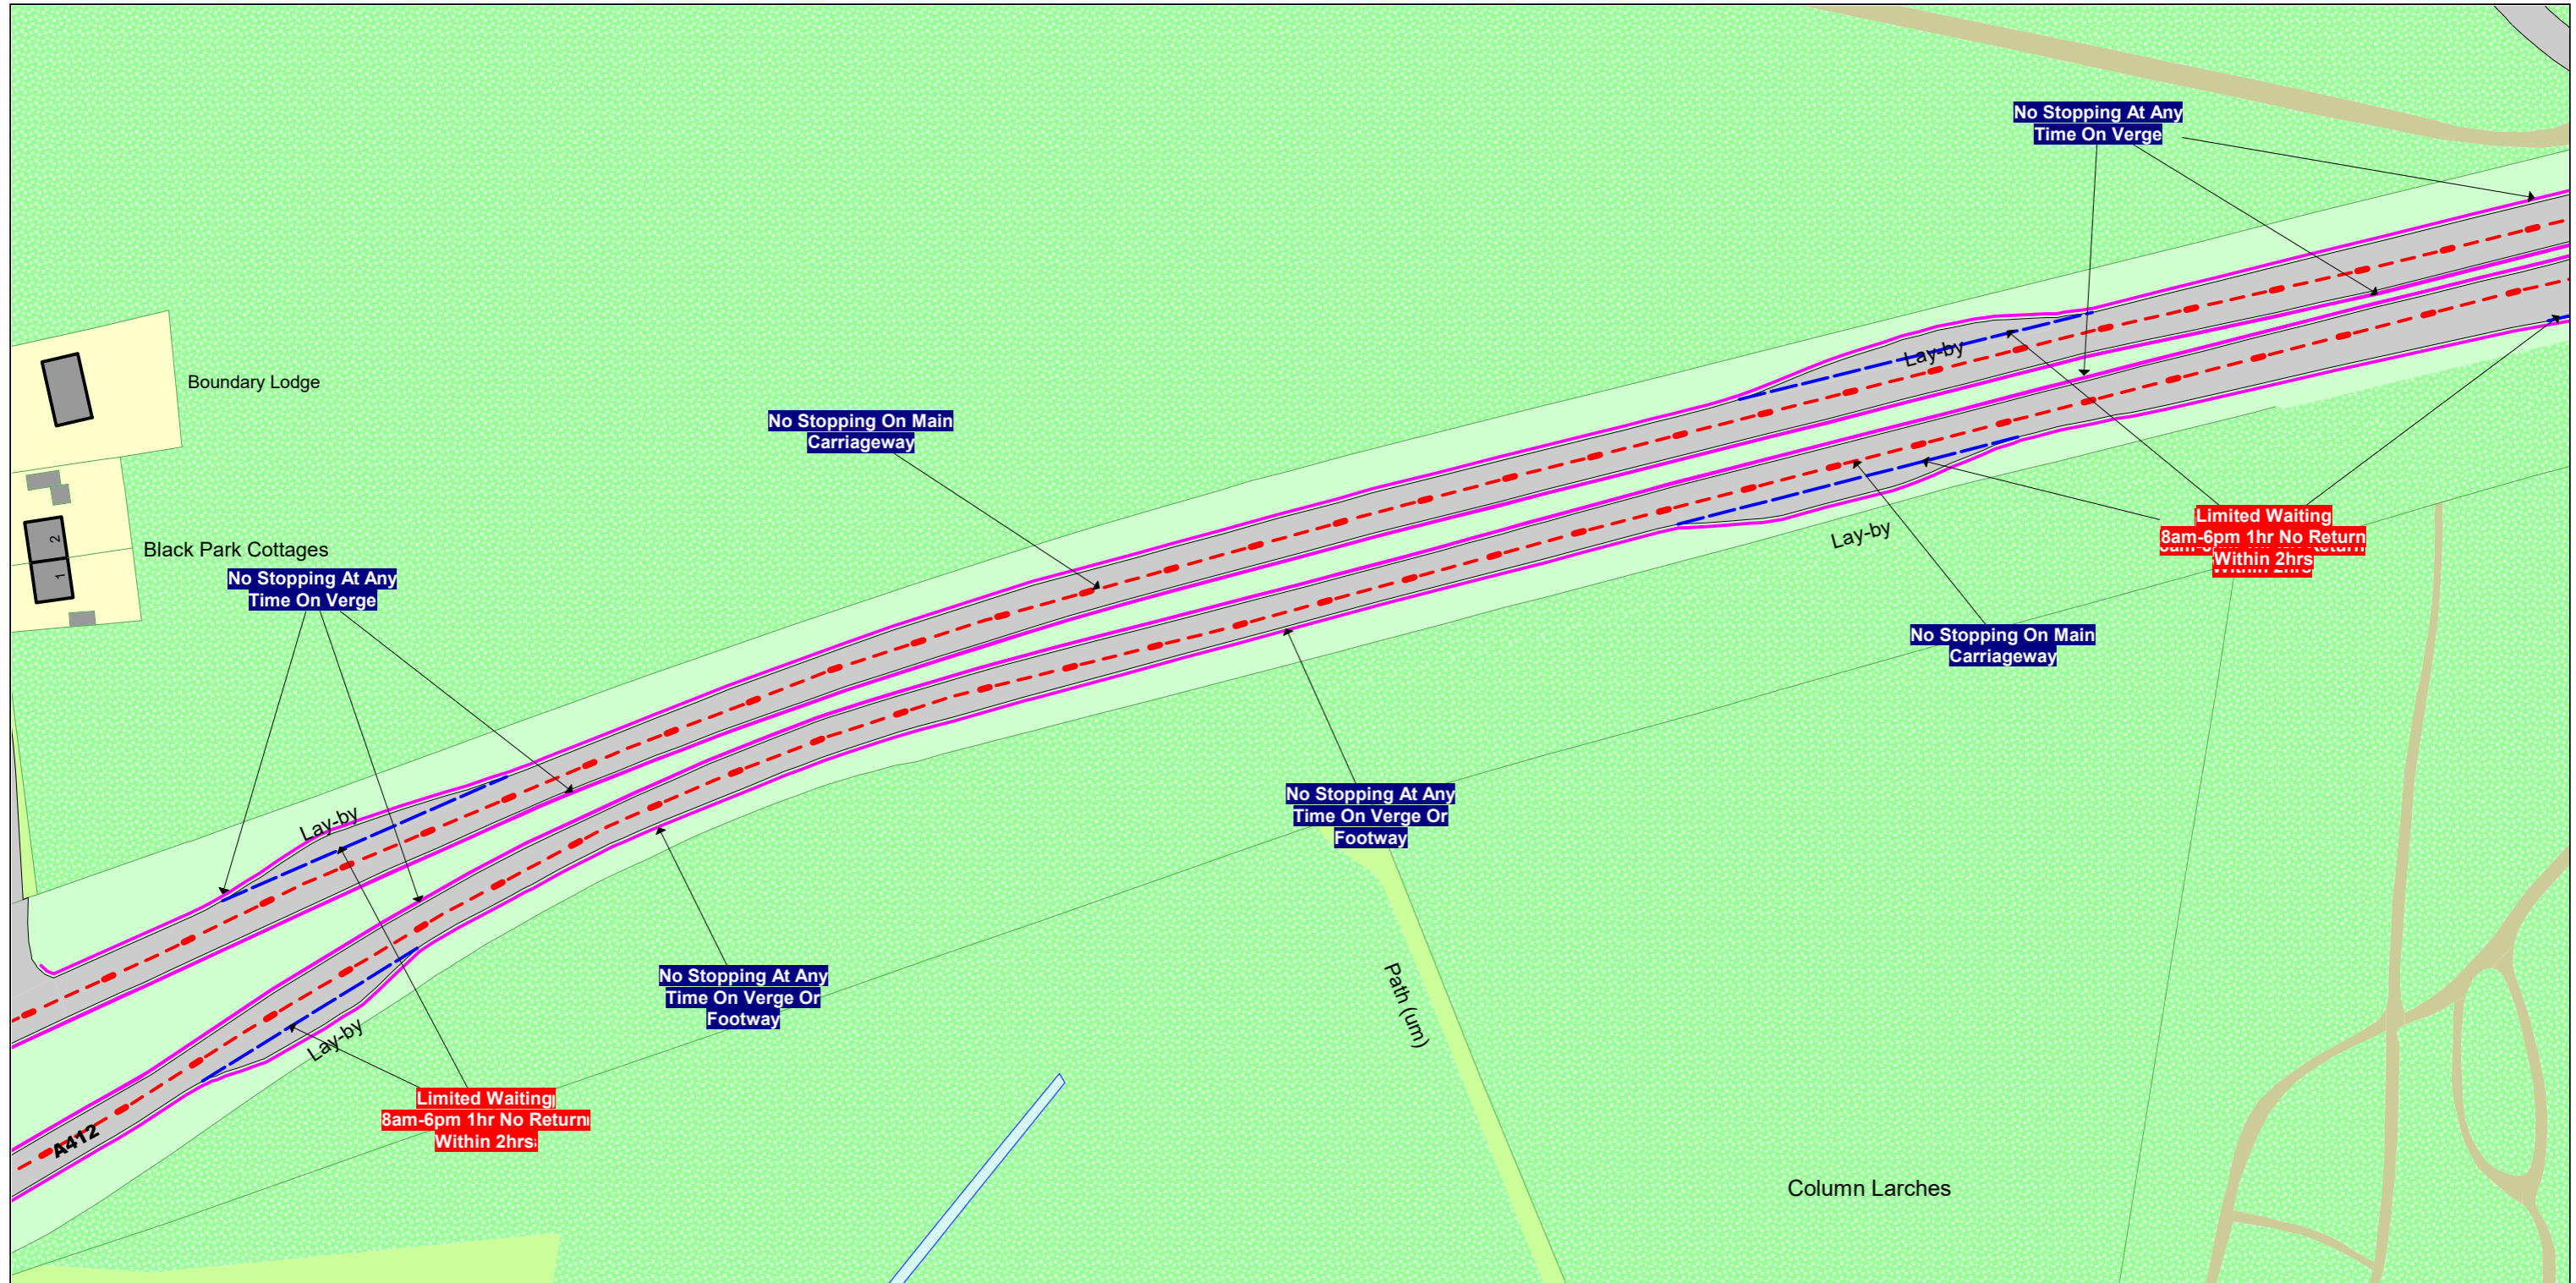 No Stopping At Any
Time On Verge
Lay-by
Boundary Lodge
No Stopping On Main
Carriageway
Lay-by
Limited Waiting
8am-6pm 1hr No Return
Within 2hrs
Within 2hrs
2
1
Black Park Cottages
No Stopping At Any
Time On Verge
No Stopping On Main
Carriageway
Lay-by
No Stopping At Any
Time On Verge Or
Footway
No Stopping At Any
Time On Verge Or
Footway
Path (um)
Lay-by
Limited Waiting
8am-6pm 1hr No Return
Within 2hrs
A412
Column Larches